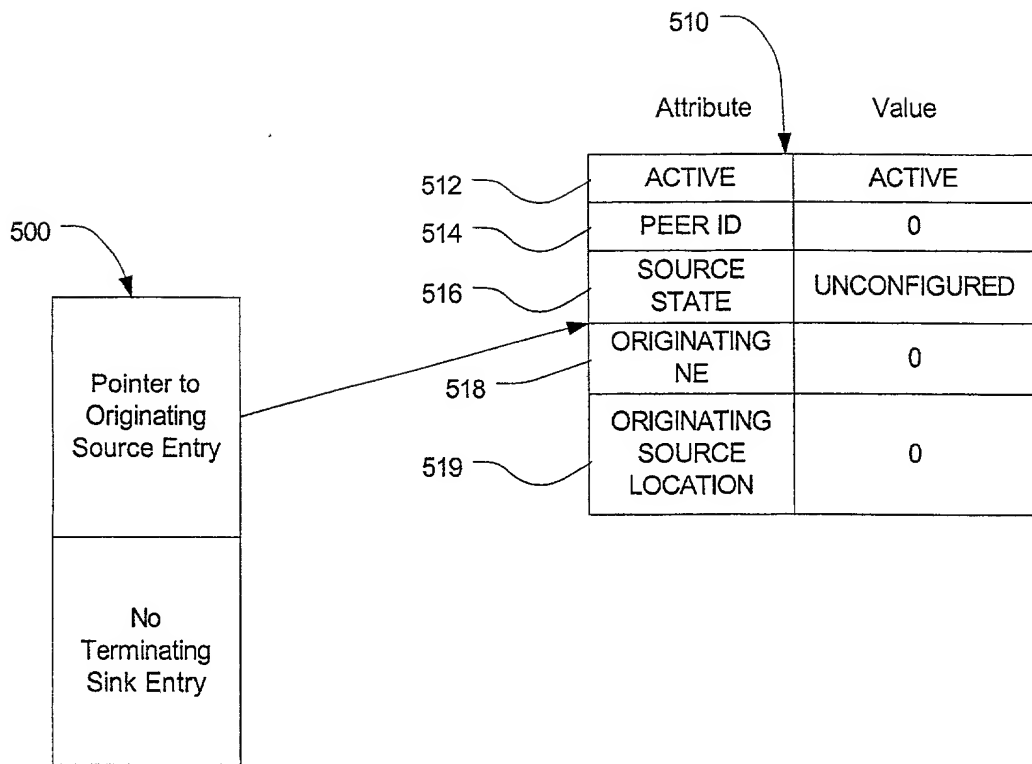 510
Attribute Value
512 ACTIVE ACTIVE
514 PEER ID 0
516 SOURCE
STATE UNCONFIGURED
518 ORIGINATING
NE 0
519 ORIGINATING
SOURCE
LOCATION 0
500
Pointer to
Originating
Source Entry
No
Terminating
Sink Entry